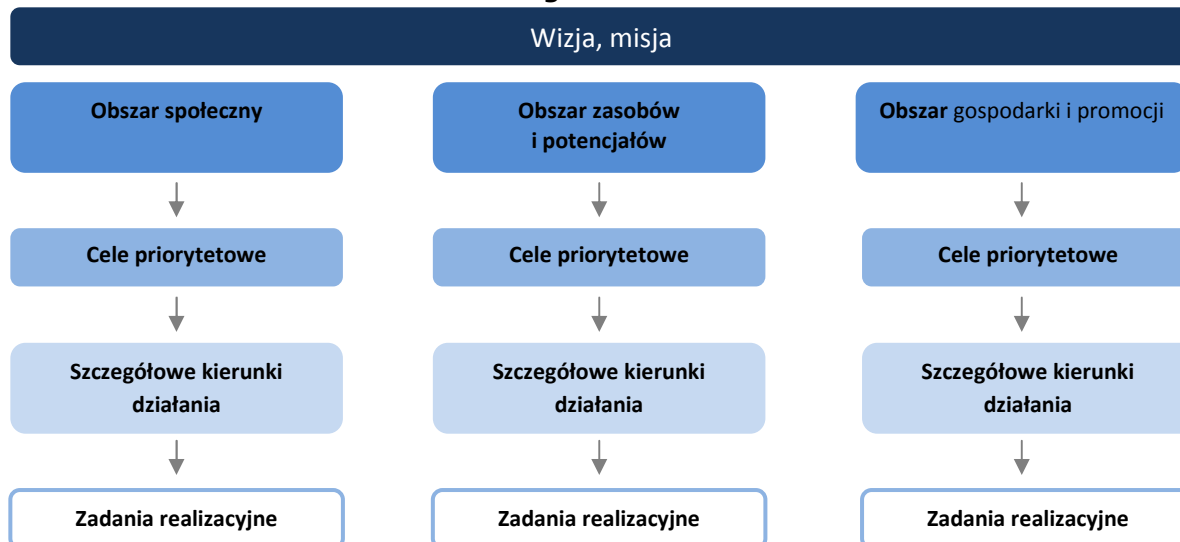 Wizja, misja
Obszar społeczny
Obszar zasobów
i potencjałów
Obszar gospodarki i promocji
Cele priorytetowe
Cele priorytetowe
Cele priorytetowe
Szczegółowe kierunki
działania
Szczegółowe kierunki
działania
Szczegółowe kierunki
działania
Zadania realizacyjne
Zadania realizacyjne
Zadania realizacyjne